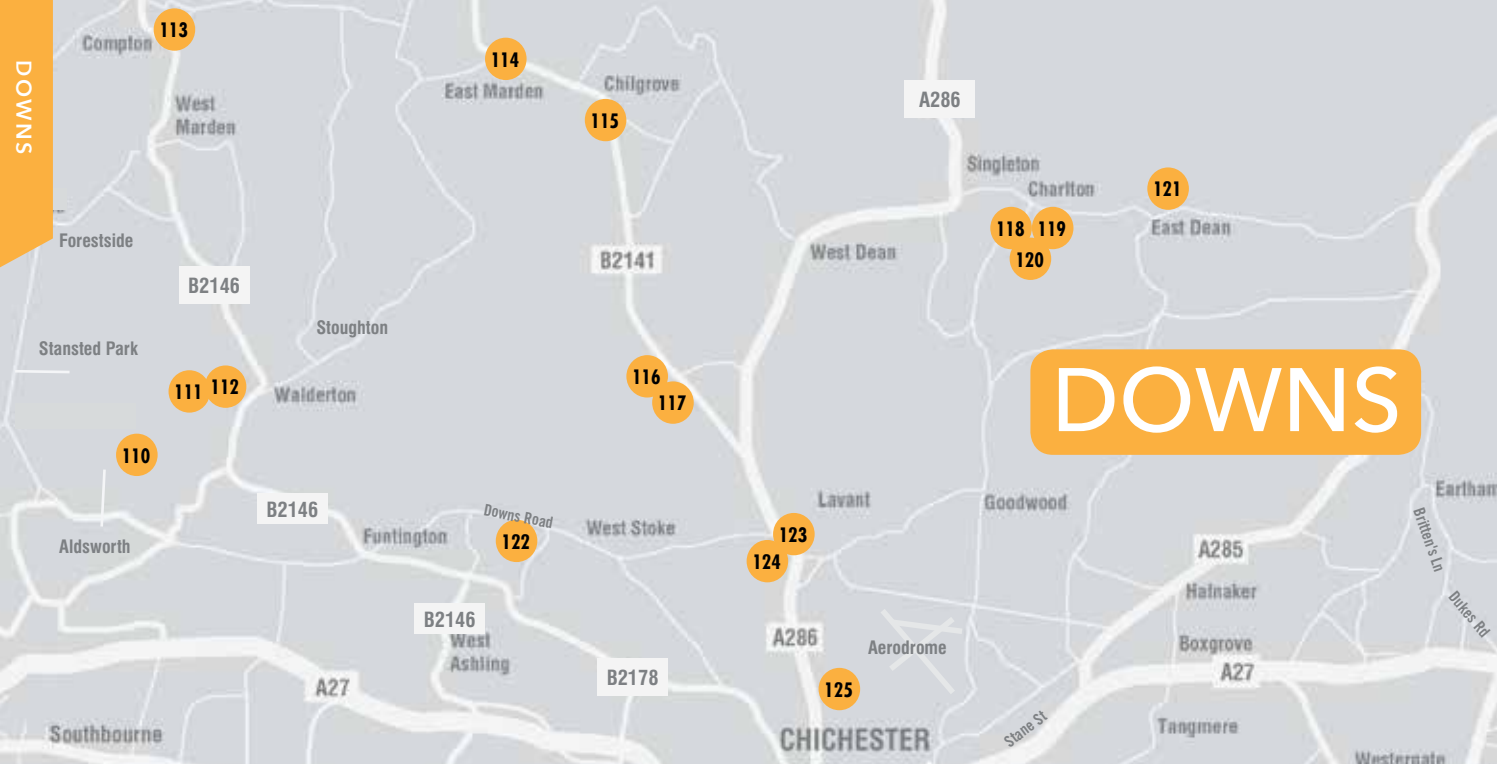 DOWNS
113
Compton
114
East Marden
Chilgrove
A286
West
Marden
115
Singleton
Charlton
121
118
119
East Dean
120
Forestside
West Dean
B2141
B2146
Stoughton
Stansted Park
111
112
Walderton
116
117
DOWNS
110
B2146
Downs Road
Lavant
Goodwood
Eartham
Funtington
122
West Stoke
123
Britten's Ln
Aldsworth
124
A285
Halnaker
Dukes Rd
B2146
West
Ashling
A286
Aerodrome
Boxgrove
A27
B2178
A27
125
Southbourne
CHICHESTER
Stane St
Tangmere
Westergate